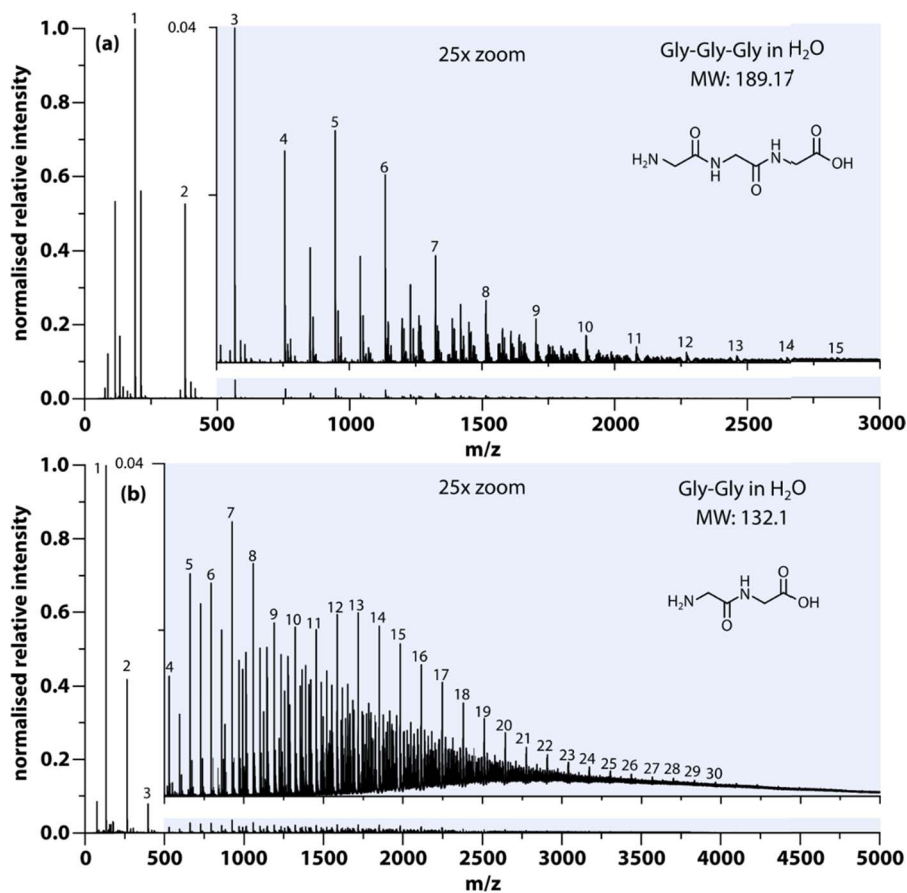 1.0
1
(a)
0.04
3
25x zoom
Gly-Gly-Gly in H₂O
MW: 189.17
normalised relative intensity
0.8
0.6
0.4
0.2
0.0
2
4
5
6
7
8
9
10
11
12
13
14
15
H₂N
O
N
H
O
H
N
O
OH
0
500
1000
1500
2000
2500
3000
m/z
1.0
1
(b)
0.04
25x zoom
Gly-Gly in H₂O
MW: 132.1
normalised relative intensity
0.8
0.6
0.4
0.2
0.0
2
3
4
5
6
7
8
9
10
11
12
13
14
15
16
17
18
19
20
21
22
23
24
25
26
27
28
29
30
H₂N
O
H
N
O
OH
0
500
1000
1500
2000
2500
3000
3500
4000
4500
5000
m/z